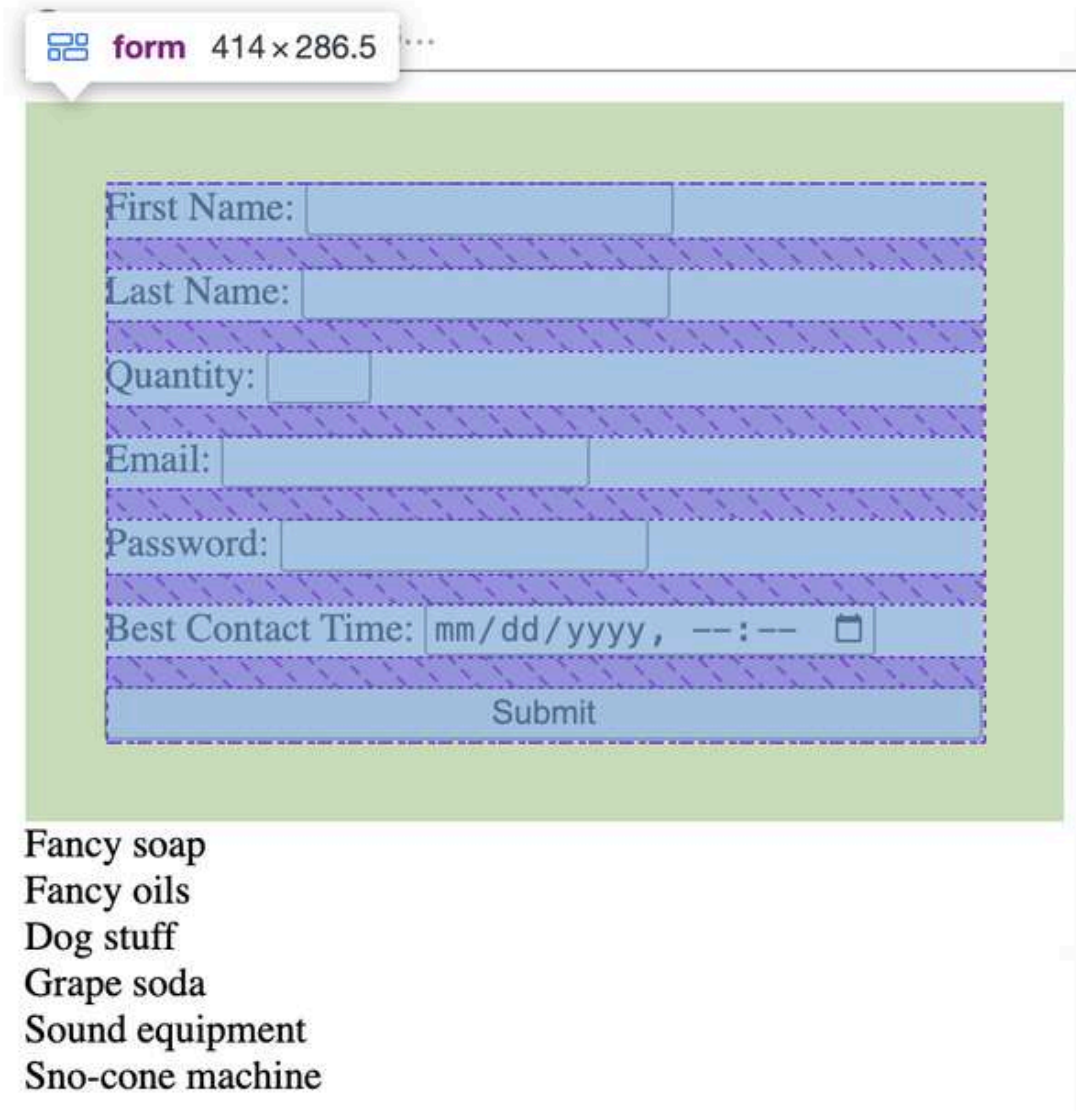 form 414×286.5
First Name:
Last Name:
Quantity:
Email:
Password:
Best Contact Time: mm/dd/yyyy, --:--
Submit
Fancy soap
Fancy oils
Dog stuff
Grape soda
Sound equipment
Sno-cone machine